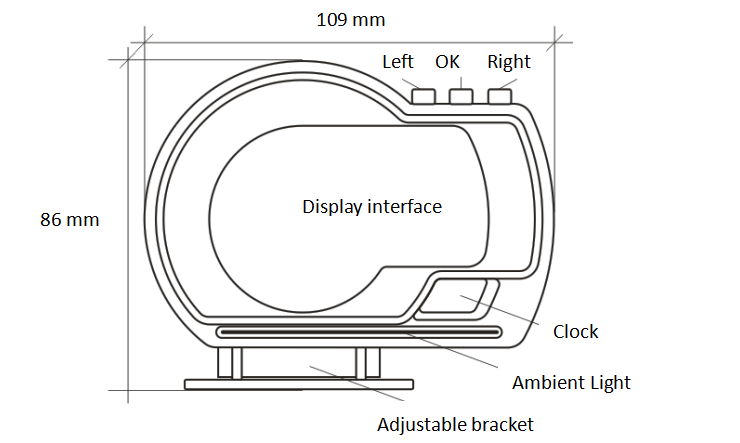 109 mm
Left OK Right
86 mm
Display interface
Clock
Ambient Light
Adjustable bracket